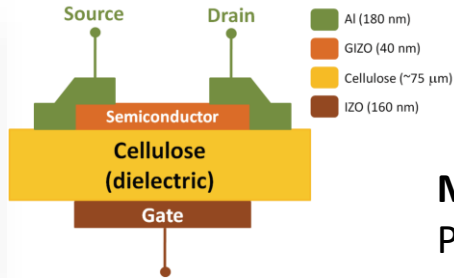 Source
Drain
Al (180 nm)
GIZO (40 nm)
Cellulose (~75 μm)
IZO (160 nm)
Semiconductor
Cellulose
(dielectric)
Gate